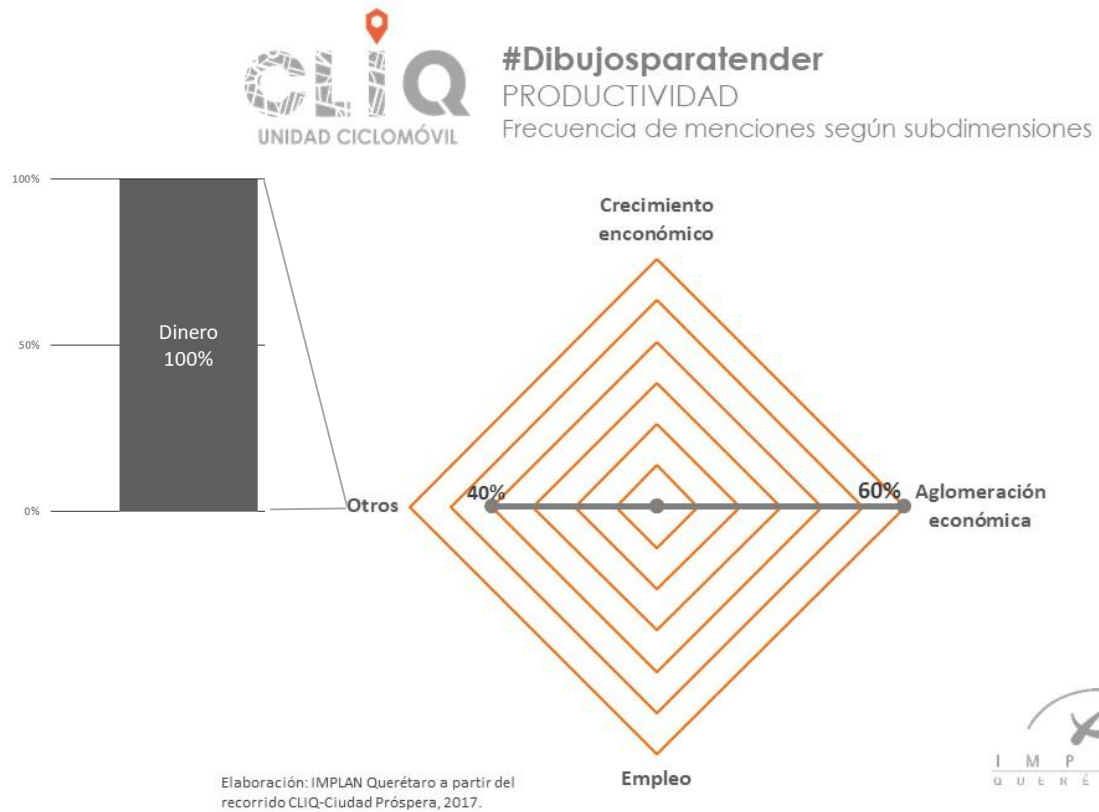 CLIQ
UNIDAD CICLOMÓVIL
#Dibujosparatender
PRODUCTIVIDAD
Frecuencia de menciones según subdimensiones
100%
50%
0%
Dinero
100%
Crecimiento
enconómico
Otros
40%
60%
Aglomeración
económica
Empleo
Elaboración: IMPLAN Querétaro a partir del
recorrido CLIQ-Ciudad Próspera, 2017.
I M P
Q U E R É